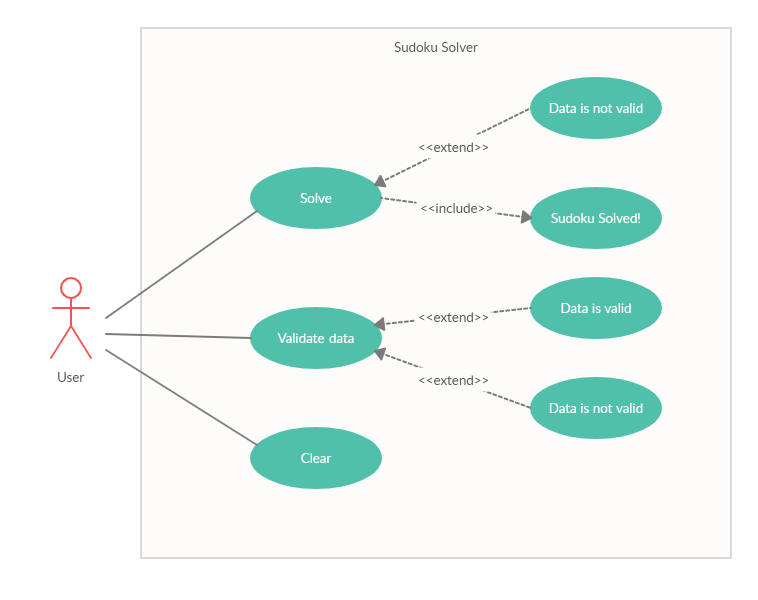 Sudoku Solver
Data is not valid
<<extend>>
Solve
<<include>>
Sudoku Solved!
Data is valid
<<extend>>
Validate data
User
<<extend>>
Data is not valid
Clear